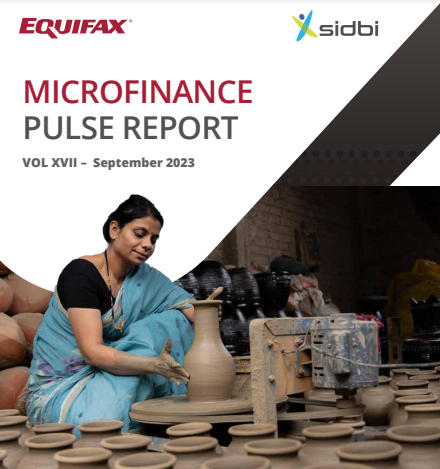 EQUIFAX®
sidbi
MICROFINANCE
PULSE REPORT
VOL XVII – September 2023